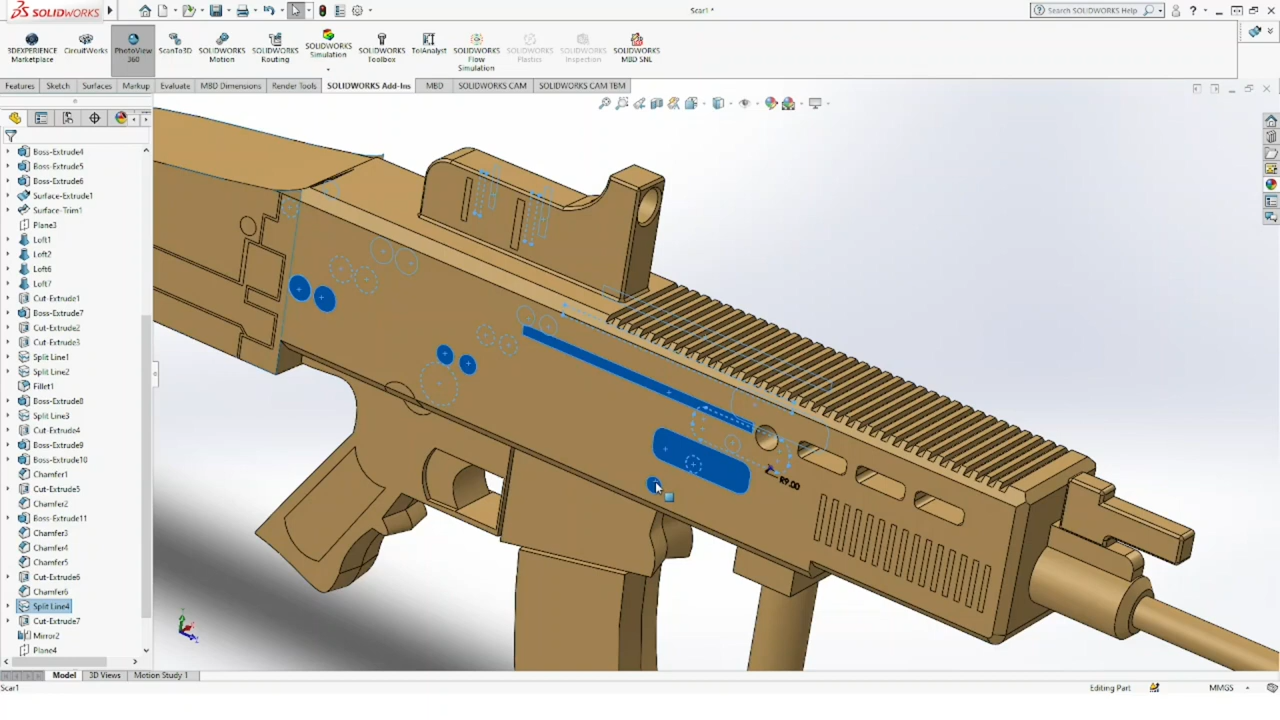 SOLIDWORKS
Scar1 *
Search SOLIDWORKS Help
3DEXPERIENCE Marketplace
CircuitWorks
PhotoView 360
ScanTo3D
SOLIDWORKS Motion
SOLIDWORKS Routing
SOLIDWORKS Simulation
SOLIDWORKS Toolbox
TolAnalyst
SOLIDWORKS Flow Simulation
SOLIDWORKS Plastics
SOLIDWORKS Inspection
SOLIDWORKS MBD SNL
Features Sketch Surfaces Markup Evaluate MBD Dimensions Render Tools SOLIDWORKS Add-Ins MBD SOLIDWORKS CAM SOLIDWORKS CAM TBM
Boss-Extrude4
Boss-Extrude5
Boss-Extrude6
Surface-Extrude1
Surface-Trim1
Plane3
Loft1
Loft2
Loft6
Loft7
Cut-Extrude1
Boss-Extrude7
Cut-Extrude2
Cut-Extrude3
Split Line1
Split Line2
Fillet1
Boss-Extrude8
Split Line3
Cut-Extrude4
Boss-Extrude9
Boss-Extrude10
Chamfer1
Cut-Extrude5
Chamfer2
Boss-Extrude11
Chamfer3
Chamfer4
Chamfer5
Cut-Extrude6
Chamfer6
Split Line4
Cut-Extrude7
Mirror2
Plane4
R9.00
Model 3D Views Motion Study 1
Scar1 Editing Part MMGS